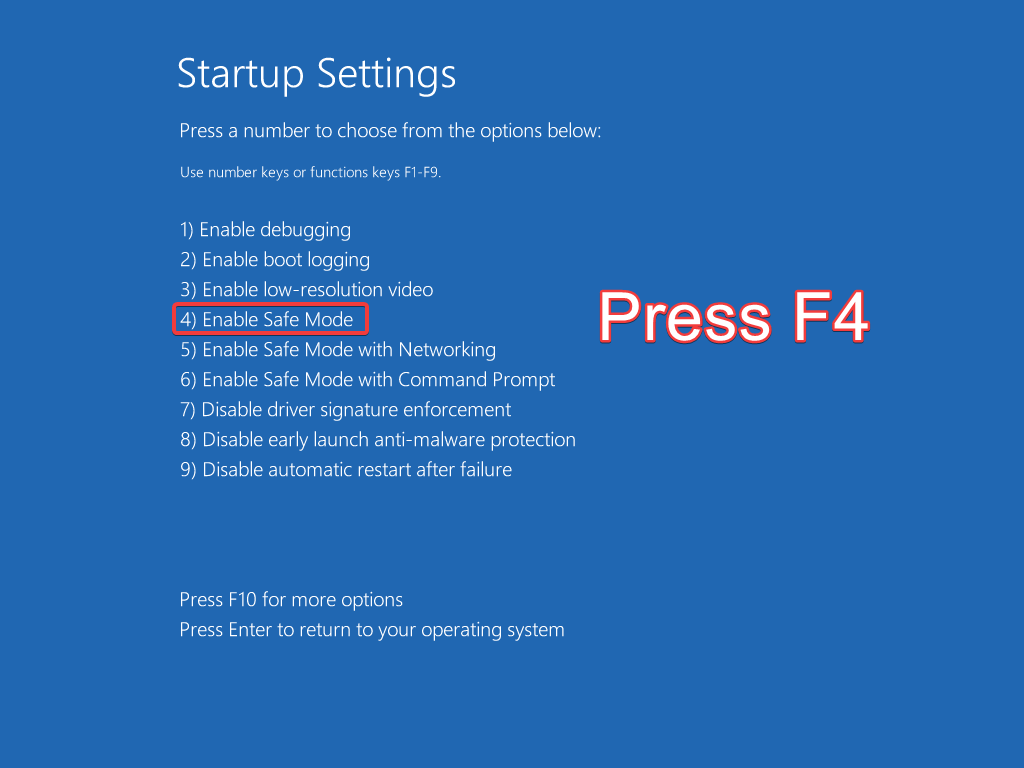 Startup Settings
Press a number to choose from the options below:
Use number keys or functions keys F1-F9.
1) Enable debugging
2) Enable boot logging
3) Enable low-resolution video
4) Enable Safe Mode
5) Enable Safe Mode with Networking
6) Enable Safe Mode with Command Prompt
7) Disable driver signature enforcement
8) Disable early launch anti-malware protection
9) Disable automatic restart after failure
Press F4
Press F10 for more options
Press Enter to return to your operating system